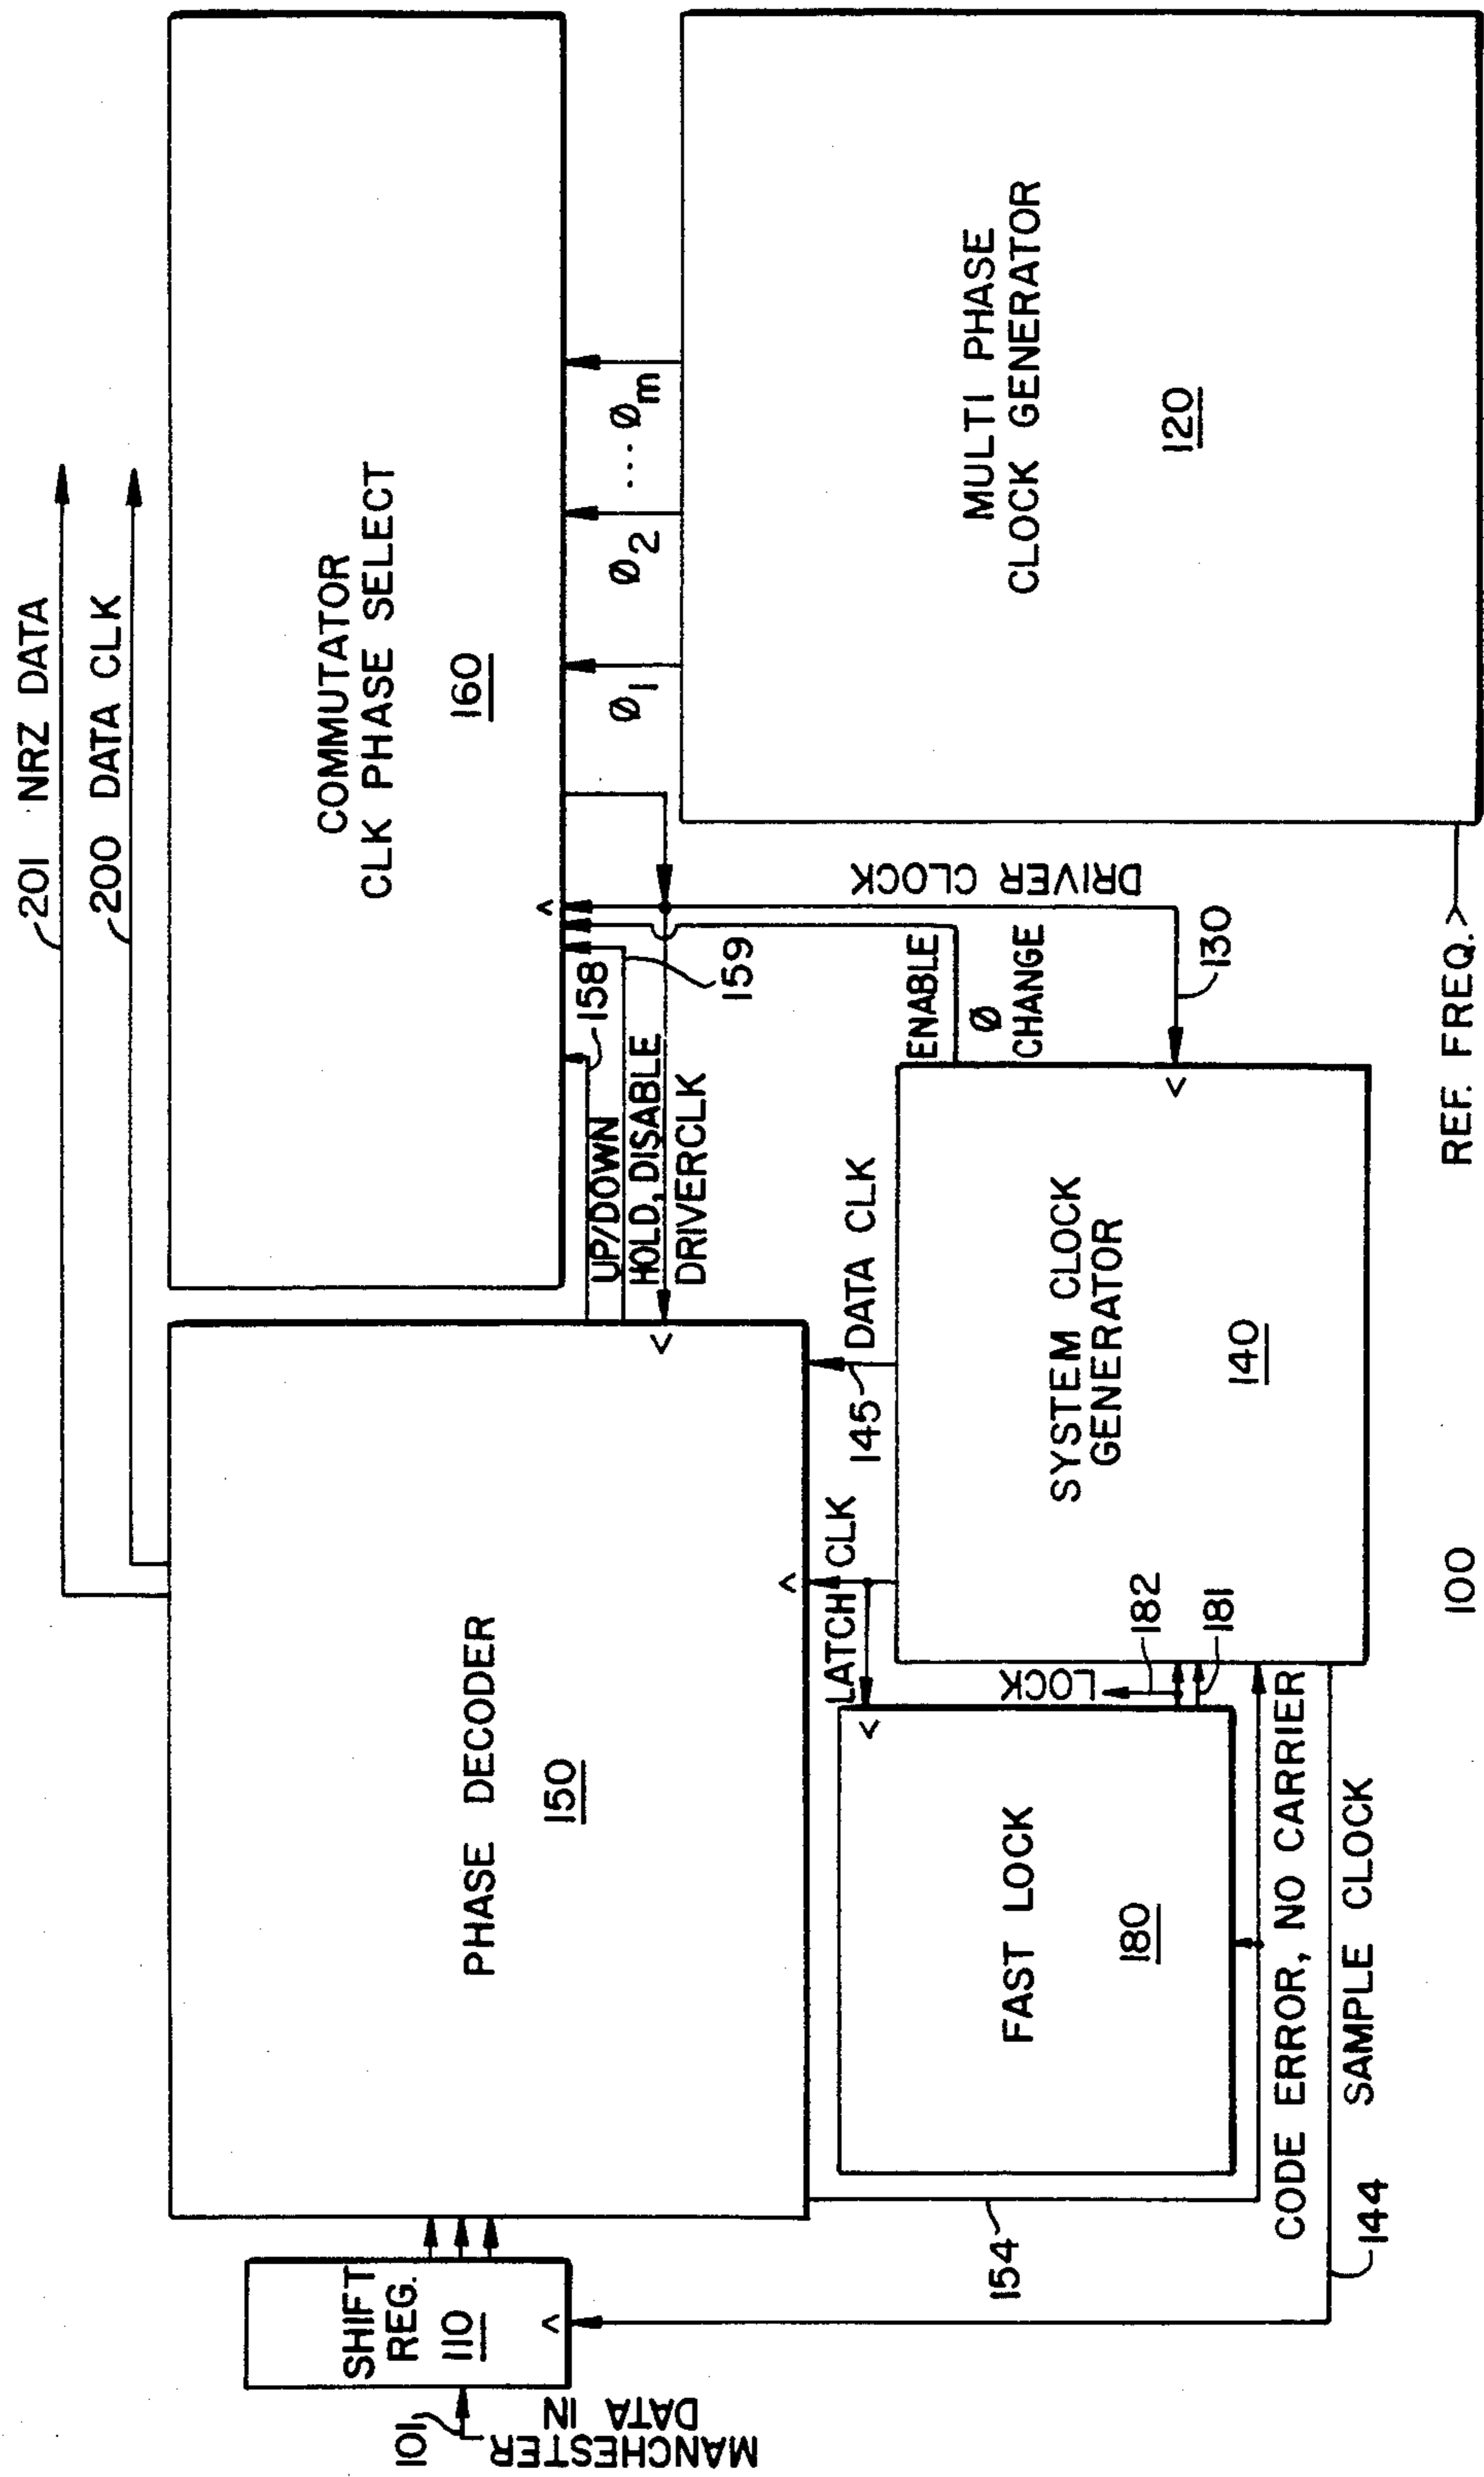 201 NRZ DATA
200 DATA CLK
COMMUTATOR
CLK PHASE SELECT
160
Ø1
Ø2
...Øm
MULTI PHASE
CLOCK GENERATOR
120
REF. FREQ.
DRIVER CLOCK
130
ENABLE
Ø
CHANGE
158
159
UP/DOWN
HOLD, DISABLE
DRIVERCLK
PHASE DECODER
150
DATA CLK
145
LATCH CLK
SYSTEM CLOCK
GENERATOR
140
LOCK
182
181
FAST LOCK
180
CODE ERROR, NO CARRIER
154
SAMPLE CLOCK
144
SHIFT
REG.
110
101
MANCHESTER
DATA IN
100